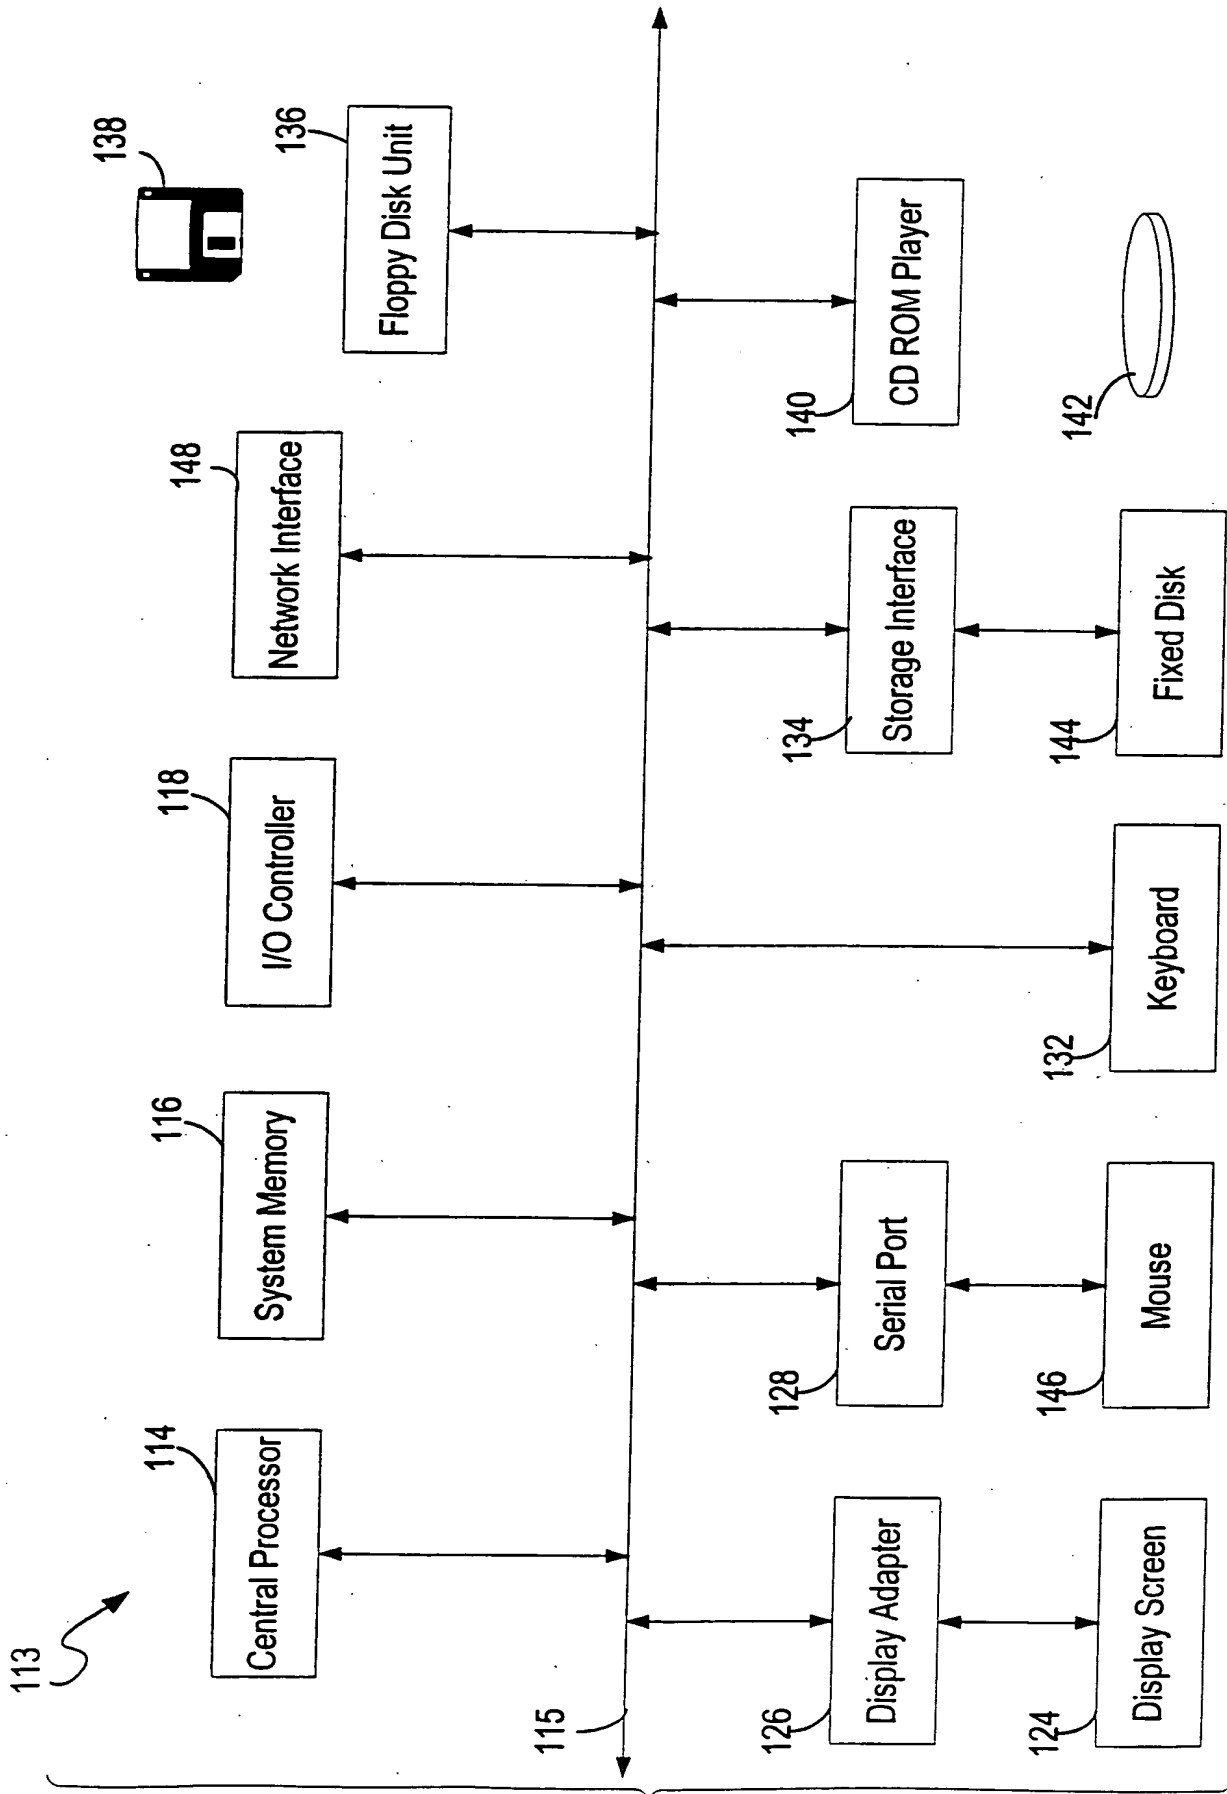 113
114
Central Processor
116
System Memory
118
I/O Controller
148
Network Interface
138
136
Floppy Disk Unit
115
126
Display Adapter
128
Serial Port
134
Storage Interface
140
CD ROM Player
124
Display Screen
146
Mouse
132
Keyboard
144
Fixed Disk
142